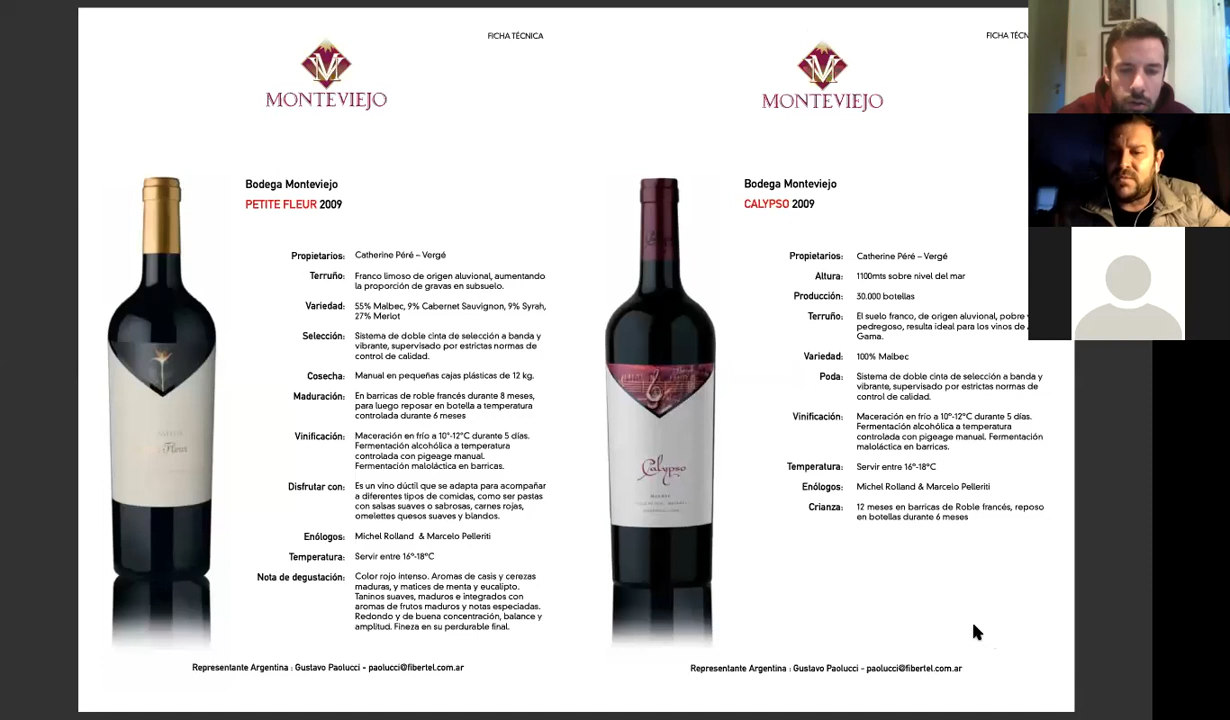 FICHA TÉCNICA
MONTEVIEJO
Bodega Monteviejo
PETITE FLEUR 2009
Propietarios: Catherine Péré – Vergé
Terruño: Franco limoso de origen aluvional, aumentando
la proporción de gravas en subsuelo.
Variedad: 55% Malbec, 9% Cabernet Sauvignon, 9% Syrah,
27% Merlot
Selección: Sistema de doble cinta de selección a banda y
vibrante, supervisado por estrictas normas de
control de calidad.
Cosecha: Manual en pequeñas cajas plásticas de 12 kg.
Maduración: En barricas de roble francés durante 8 meses,
para luego reposar en botella a temperatura
controlada durante 6 meses
Vinificación: Maceración en frío a 10°-12°C durante 5 días.
Fermentación alcohólica a temperatura
controlada con pigeage manual.
Fermentación maloláctica en barricas.
Disfrutar con: Es un vino dúctil que se adapta para acompañar
a diferentes tipos de comidas, como ser pastas
con salsas suaves o sabrosas, carnes rojas,
omelettes quesos suaves y blandos.
Enólogos: Michel Rolland & Marcelo Pelleriti
Temperatura: Servir entre 16°-18°C
Nota de degustación: Color rojo intenso. Aromas de casis y cerezas
maduras, y matices de menta y eucalipto.
Taninos suaves, maduros e integrados con
aromas de frutos maduros y notas especiadas.
Redondo y de buena concentración, balance y
amplitud. Fineza en su perdurable final.
Fleur
Representante Argentina : Gustavo Paolucci - paolucci@fibertel.com.ar
FICHA TÉCN
MONTEVIEJO
Bodega Monteviejo
CALYPSO 2009
Propietarios: Catherine Péré – Vergé
Altura: 1100mts sobre nivel del mar
Producción: 30.000 botellas
Terruño: El suelo franco, de origen aluvional, pobre y
pedregoso, resulta ideal para los vinos de
Gama.
Variedad: 100% Malbec
Poda: Sistema de doble cinta de selección a banda y
vibrante, supervisado por estrictas normas de
control de calidad.
Vinificación: Maceración en frío a 10°-12°C durante 5 días.
Fermentación alcohólica a temperatura
controlada con pigeage manual. Fermentación
maloláctica en barricas.
Temperatura: Servir entre 16°-18°C
Enólogos: Michel Rolland & Marcelo Pelleriti
Crianza: 12 meses en barricas de Roble francés, reposo
en botellas durante 6 meses
Calypso
MALBEC
Representante Argentina : Gustavo Paolucci - paolucci@fibertel.com.ar